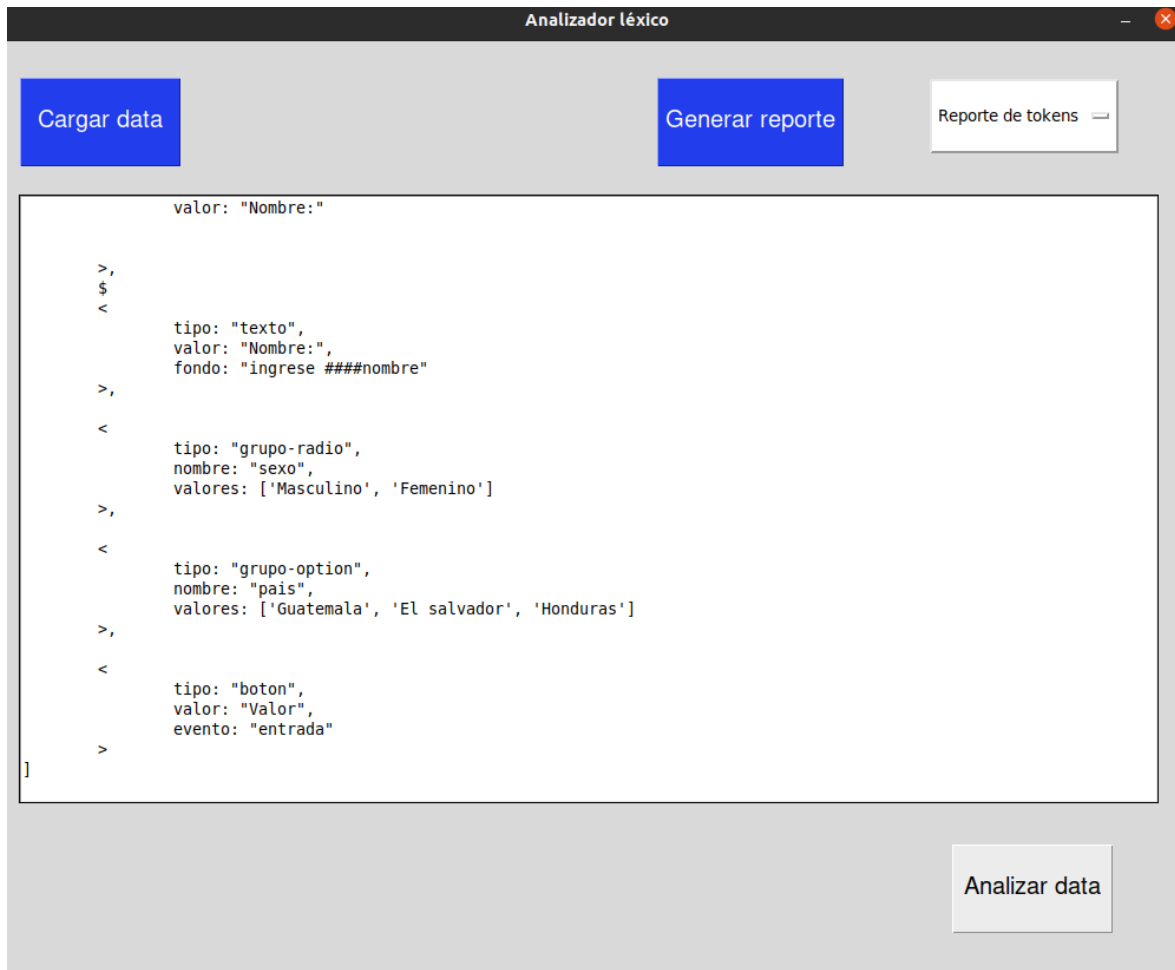 Analizador léxico
Cargar data
Generar reporte
Reporte de tokens
valor: "Nombre:"
>,
$
<
tipo: "texto",
valor: "Nombre:",
fondo: "ingrese ####nombre"
>,
<
tipo: "grupo-radio",
nombre: "sexo",
valores: ['Masculino', 'Femenino']
>,
<
tipo: "grupo-option",
nombre: "pais",
valores: ['Guatemala', 'El salvador', 'Honduras']
>,
<
tipo: "boton",
valor: "Valor",
evento: "entrada"
>
]
Analizar data